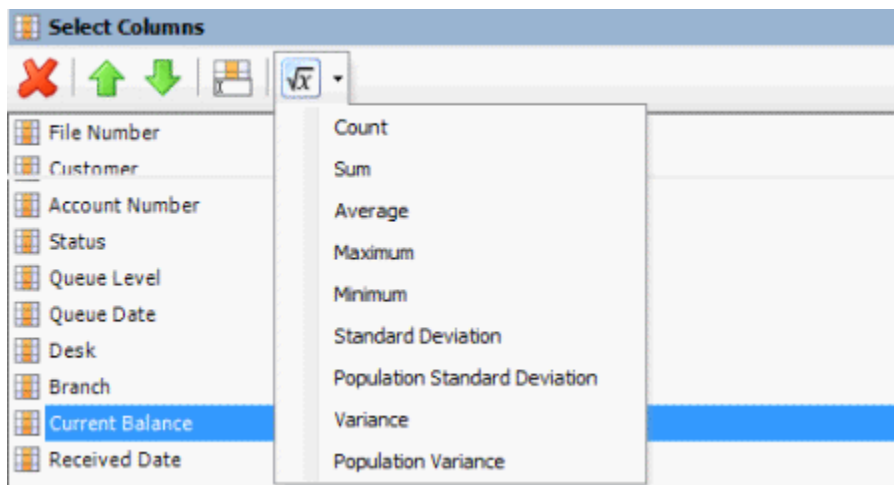 Select Columns
√x
File Number
Customer
Account Number
Status
Queue Level
Queue Date
Desk
Branch
Current Balance
Received Date
Count
Sum
Average
Maximum
Minimum
Standard Deviation
Population Standard Deviation
Variance
Population Variance